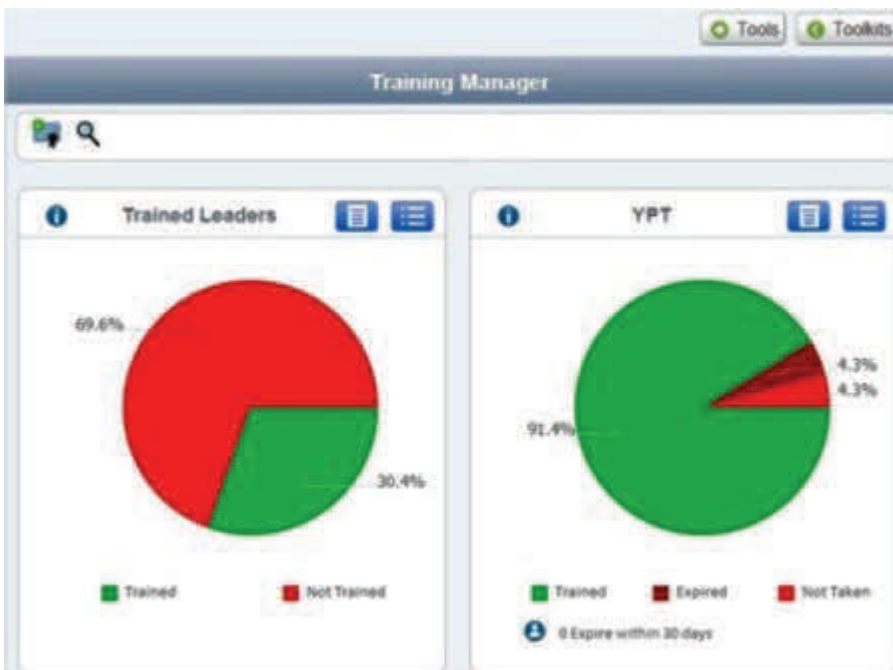 Tools Toolkits
Training Manager
Trained Leaders
69.6%
30.4%
Trained Not Trained
YPT
4.3%
4.3%
91.4%
Trained Expired Not Taken
0 Expire within 30 days